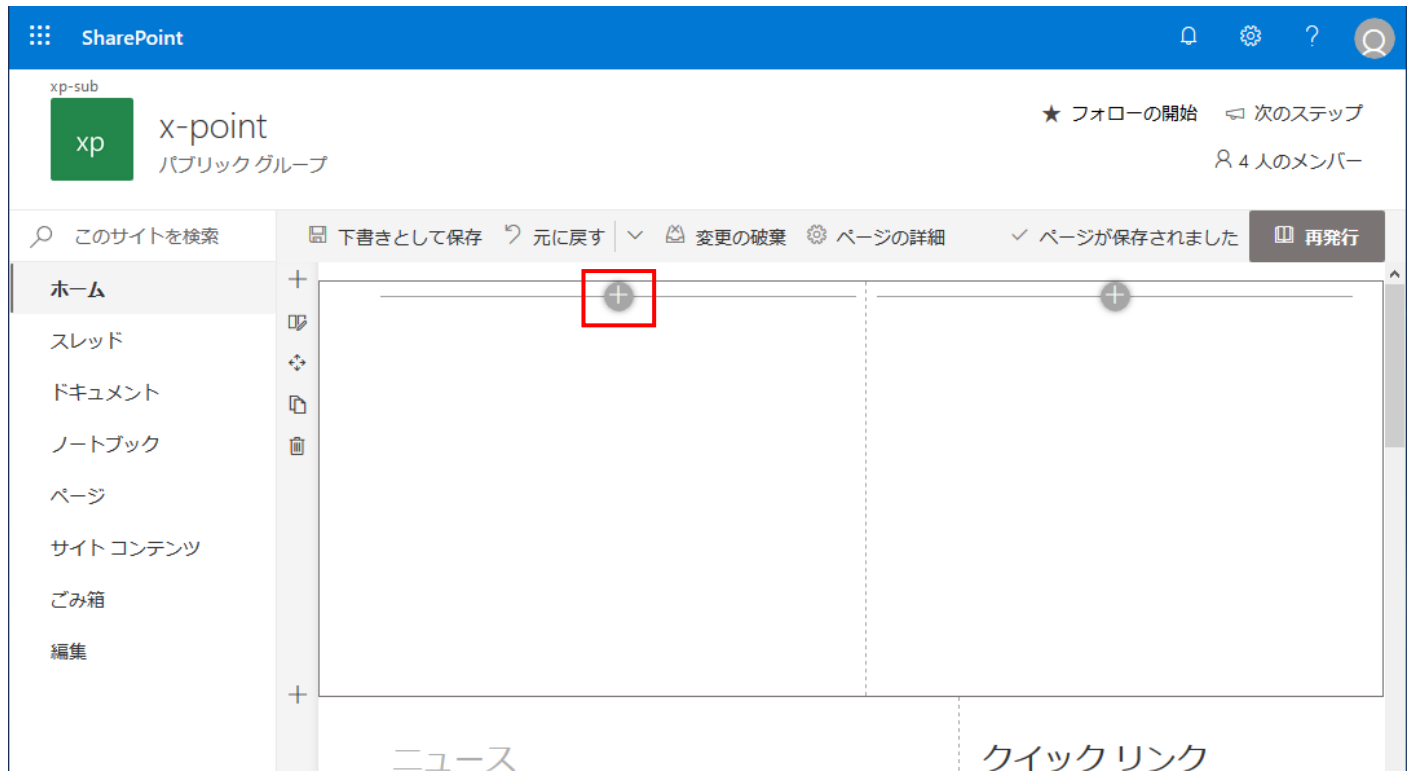 SharePoint
xp-sub
xp
x-point
パブリック グループ
★ フォローの開始 次のステップ
4 人のメンバー
このサイトを検索
下書きとして保存 元に戻す 変更の破棄 ページの詳細 ページが保存されました 再発行
ホーム
スレッド
ドキュメント
ノートブック
ページ
サイト コンテンツ
ごみ箱
編集
ニュース
クイック リンク